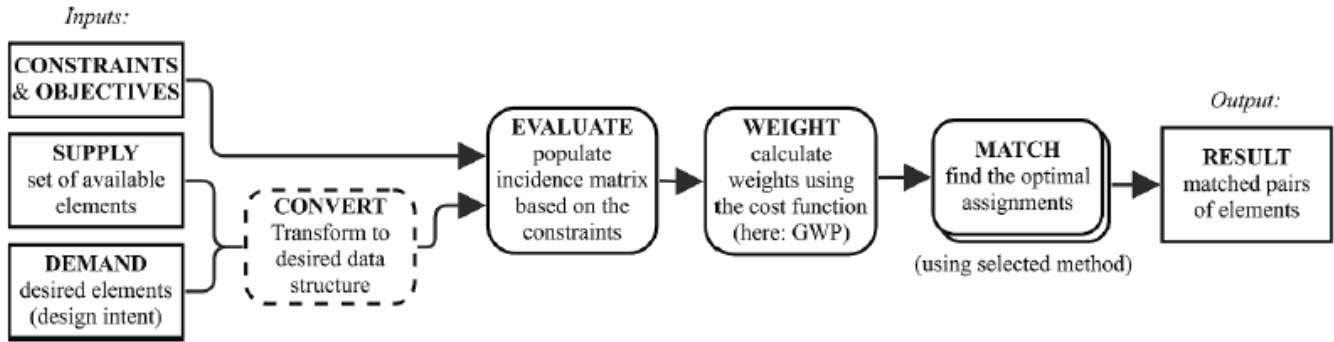 Inputs:
CONSTRAINTS
& OBJECTIVES
SUPPLY
set of available
elements
DEMAND
desired elements
(design intent)
CONVERT
Transform to
desired data
structure
EVALUATE
populate
incidence matrix
based on the
constraints
WEIGHT
calculate
weights using
the cost function
(here: GWP)
MATCH
find the optimal
assignments
(using selected method)
Output:
RESULT
matched pairs
of elements